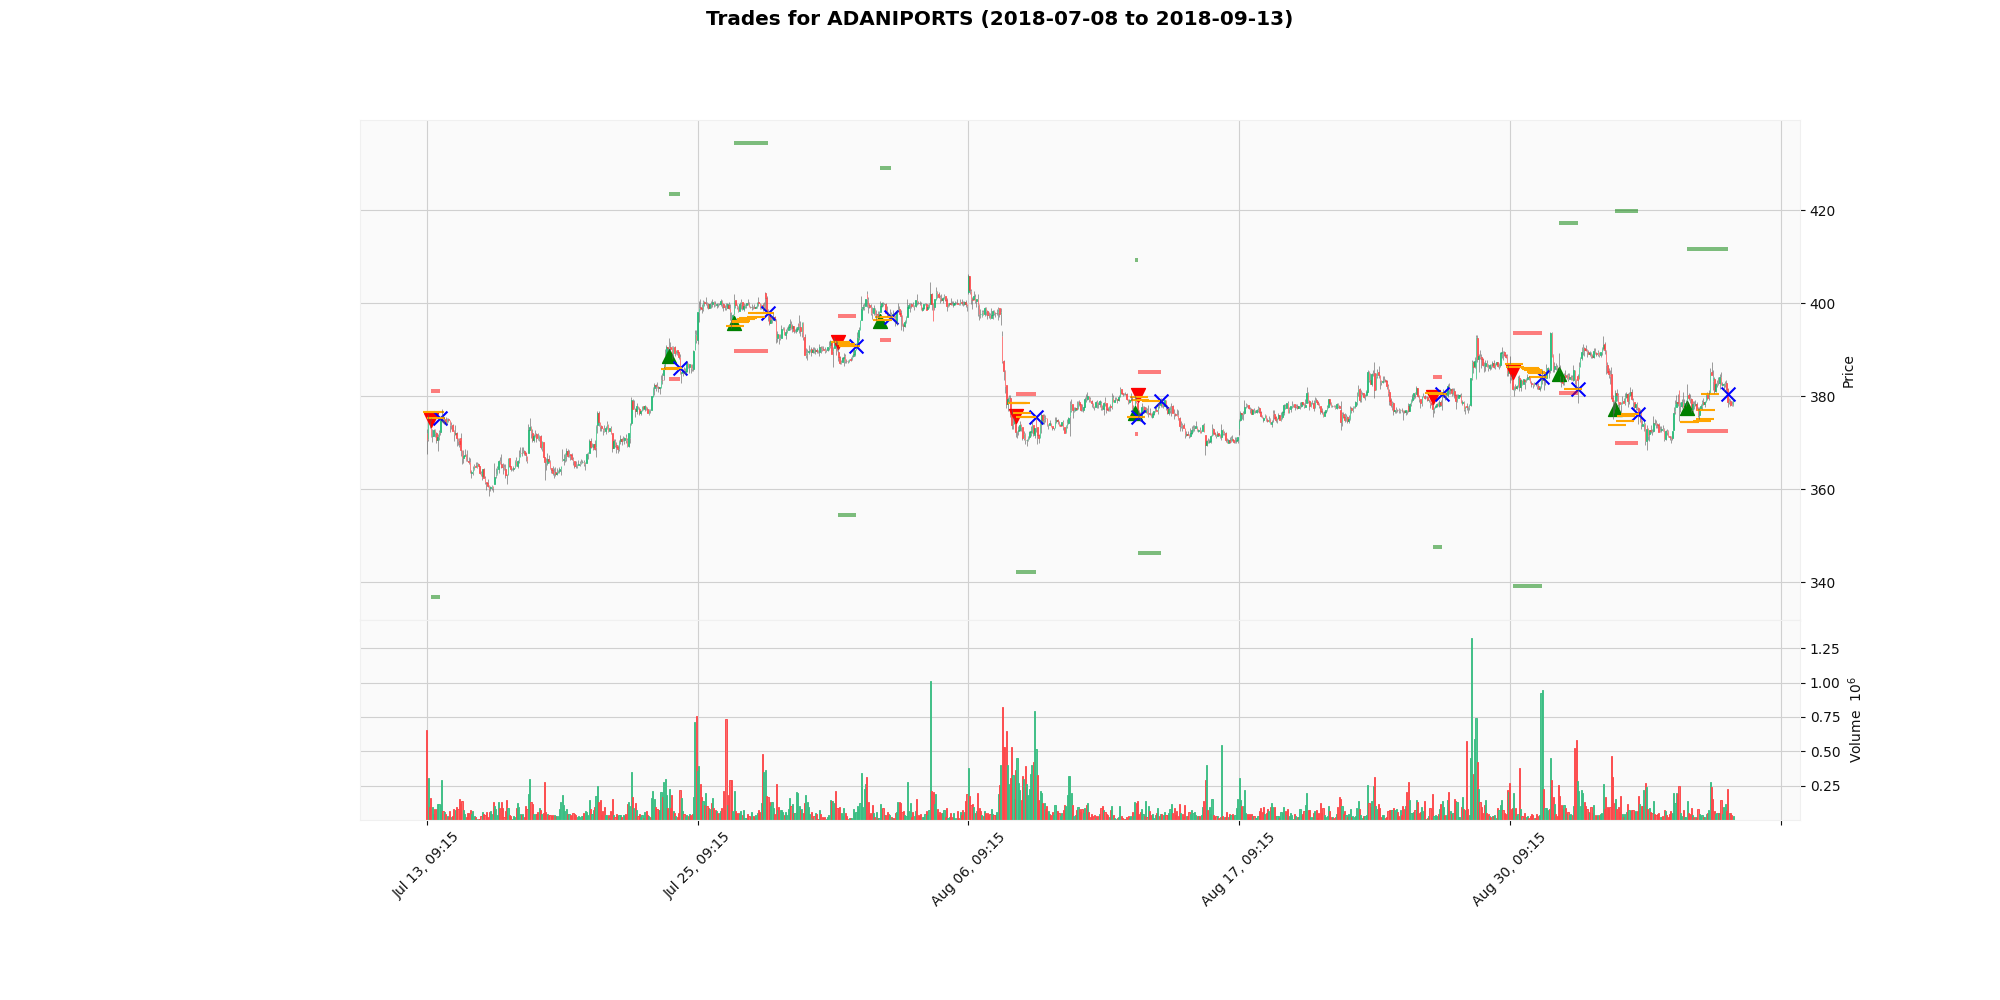 Trades for ADANIPORTS (2018-07-08 to 2018-09-13)
420
400
380
360
340
Price
1.25
1.00
0.75
0.50
0.25
Volume 10⁶
Jul 13, 09:15
Jul 25, 09:15
Aug 06, 09:15
Aug 17, 09:15
Aug 30, 09:15